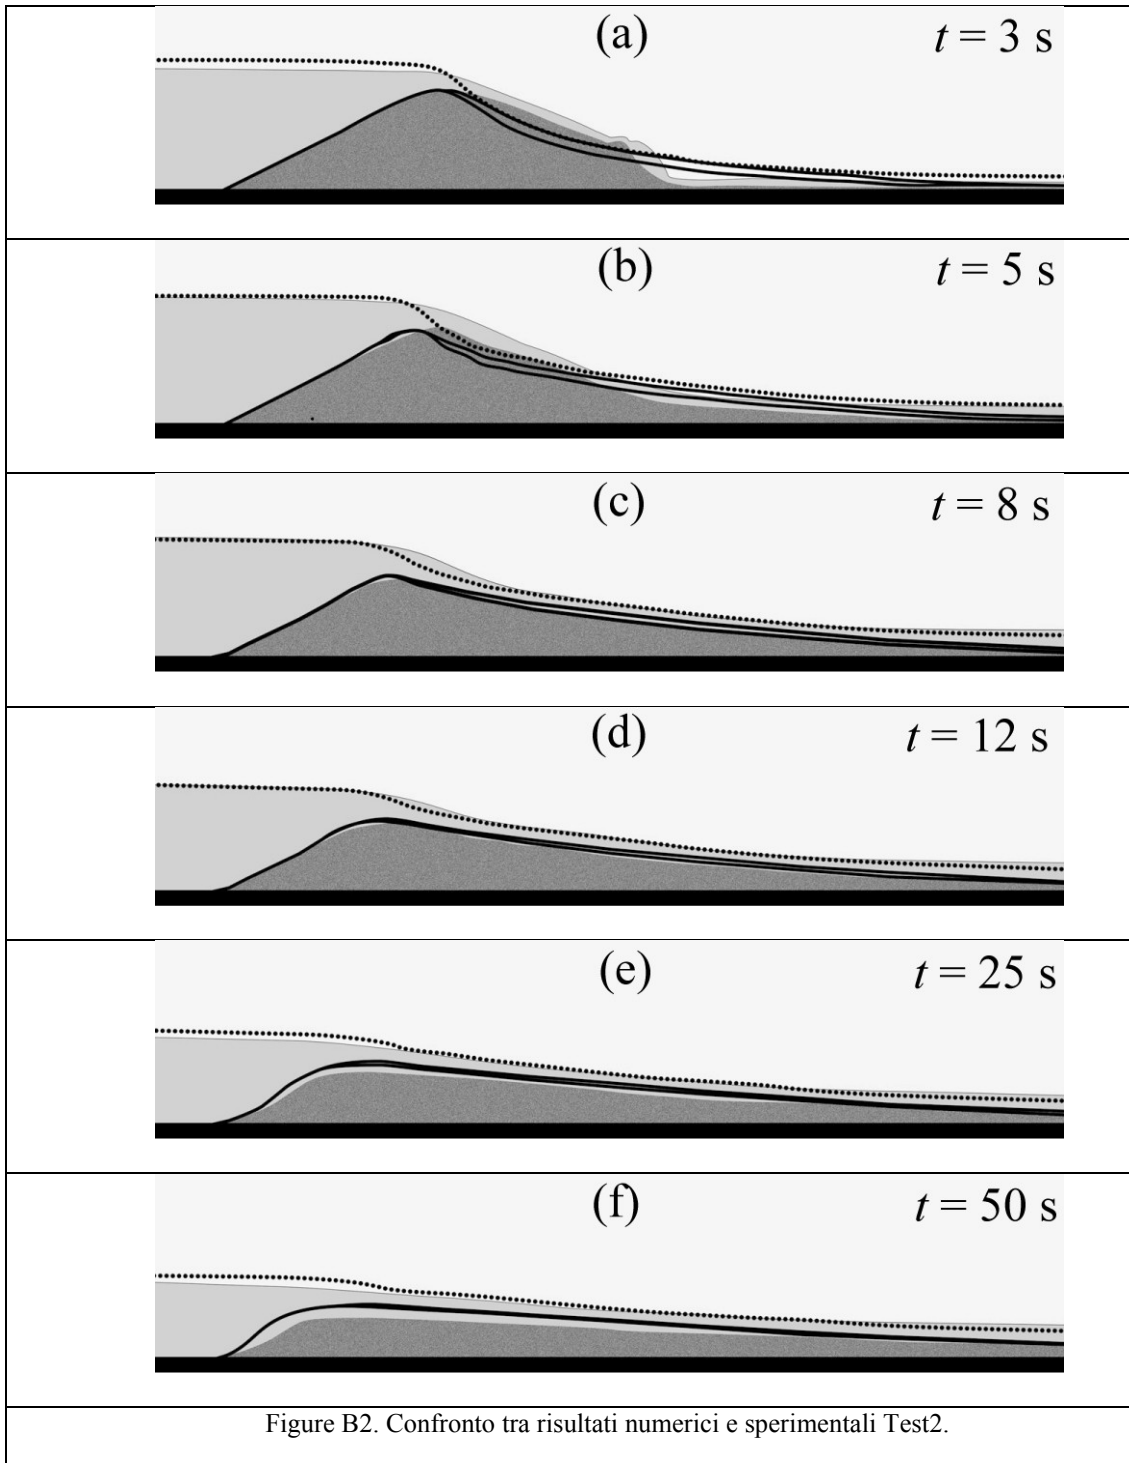 (a)
t = 3 s
(b)
t = 5 s
(c)
t = 8 s
(d)
t = 12 s
(e)
t = 25 s
(f)
t = 50 s
Figure B2. Confronto tra risultati numerici e sperimentali Test2.